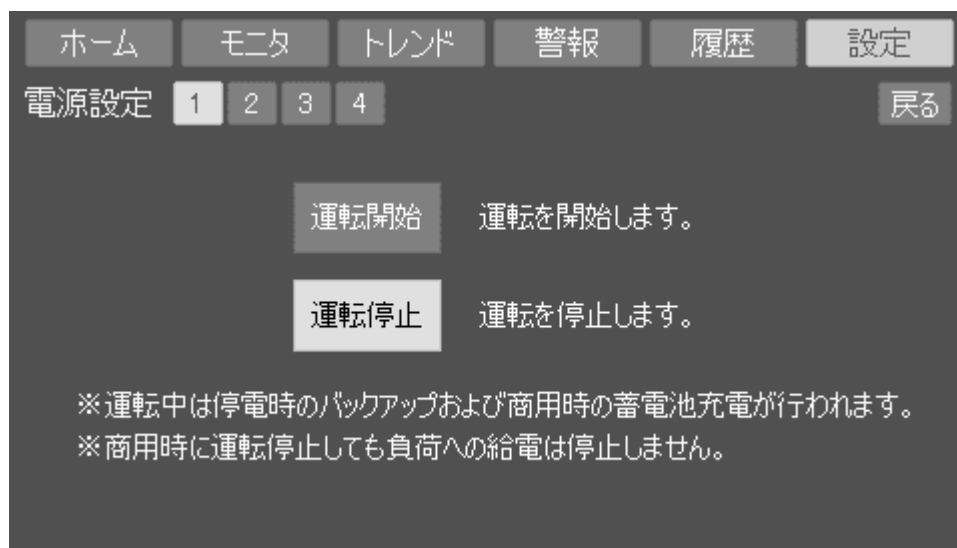 ホーム モニタ トレンド 警報 履歴 設定
電源設定 1 2 3 4 戻る
運転開始 運転を開始します。
運転停止 運転を停止します。
※運転中は停電時のバックアップおよび商用時の蓄電池充電が行われます。
※商用時に運転停止しても負荷への給電は停止しません。